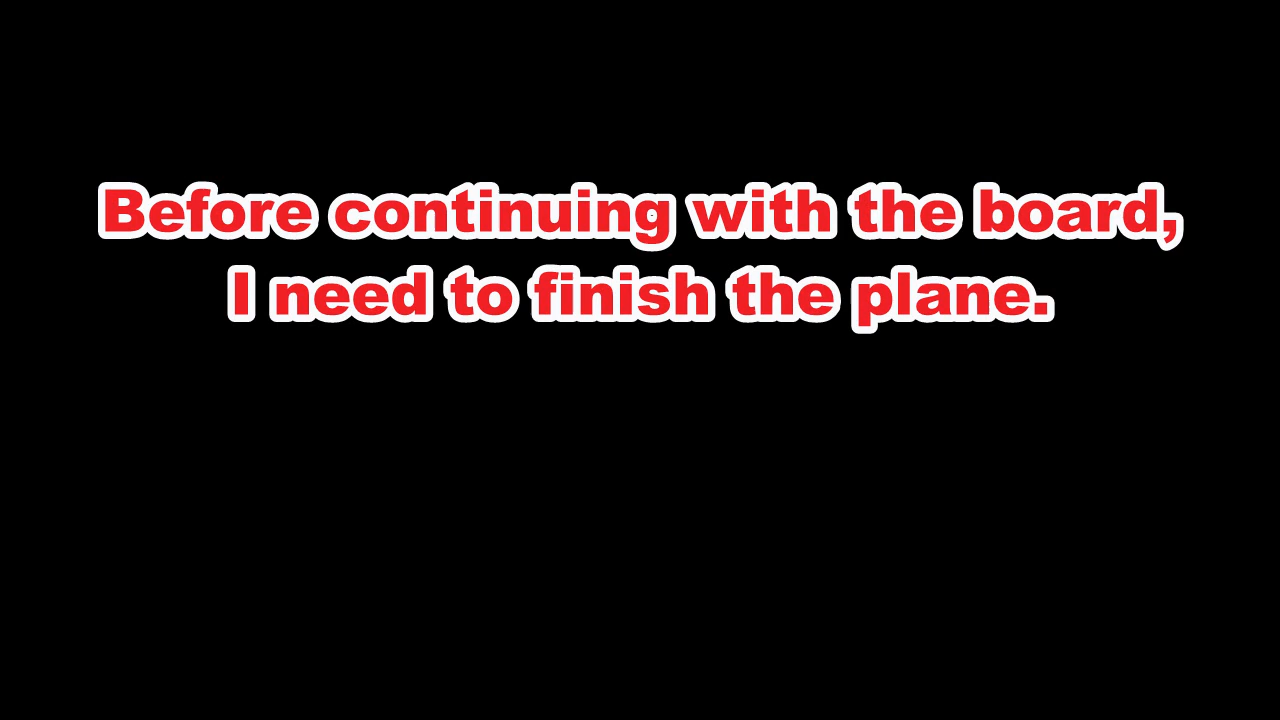 Before continuing with the board,
I need to finish the plane.